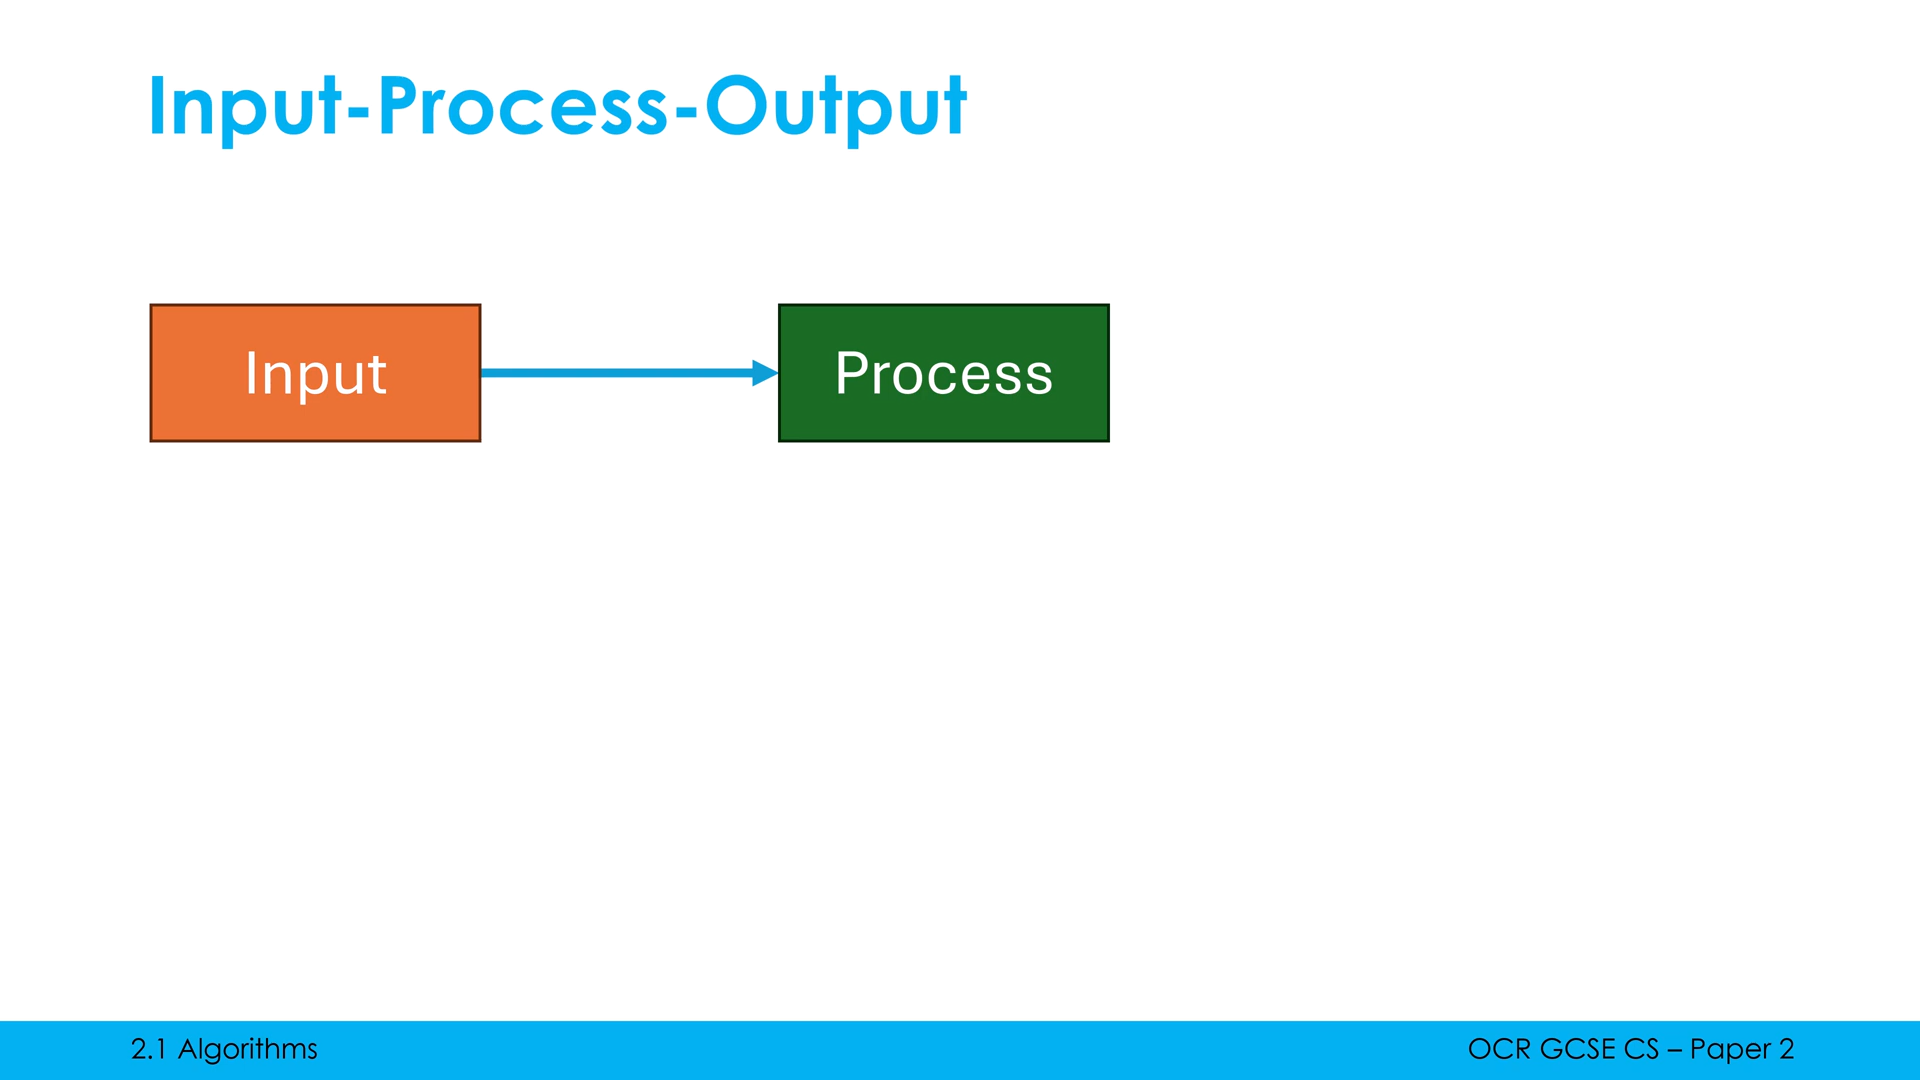 Input-Process-Output
Input
Process
2.1 Algorithms
OCR GCSE CS – Paper 2